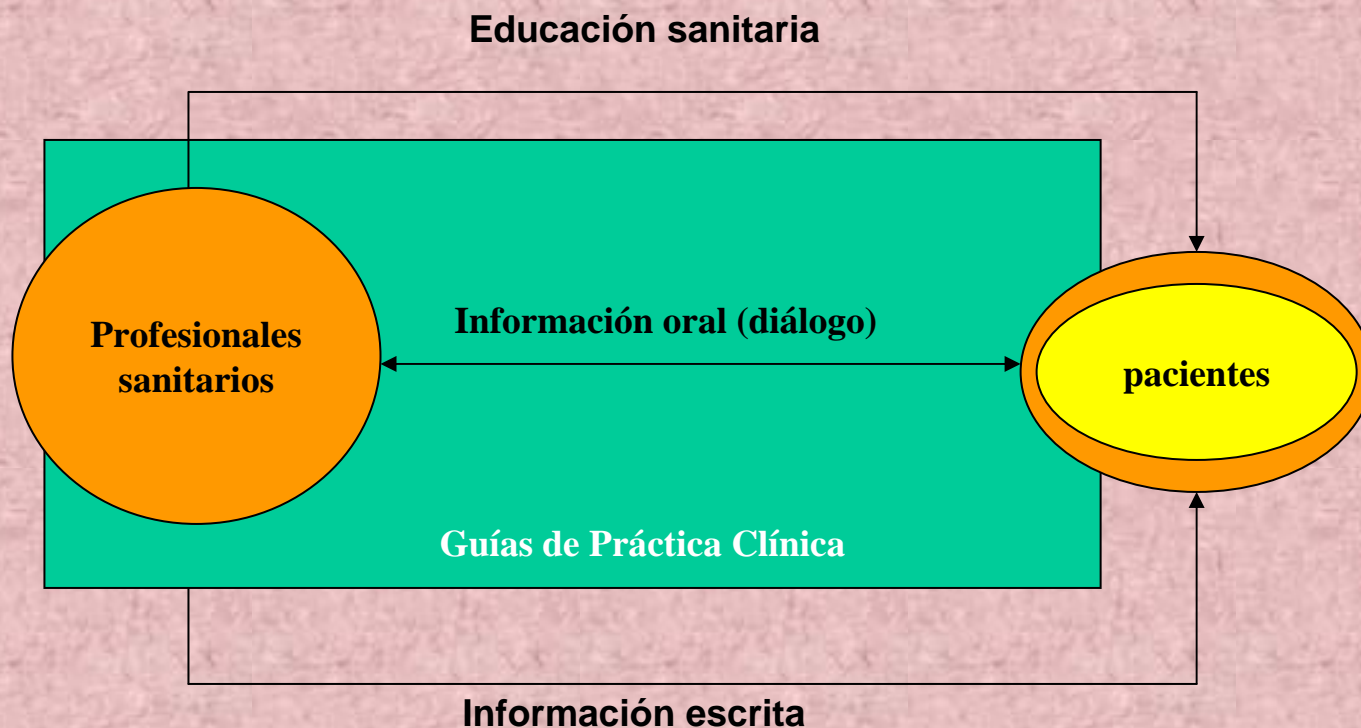 Educación sanitaria
Información oral (diálogo)
Profesionales
sanitarios
pacientes
Guías de Práctica Clínica
Información escrita